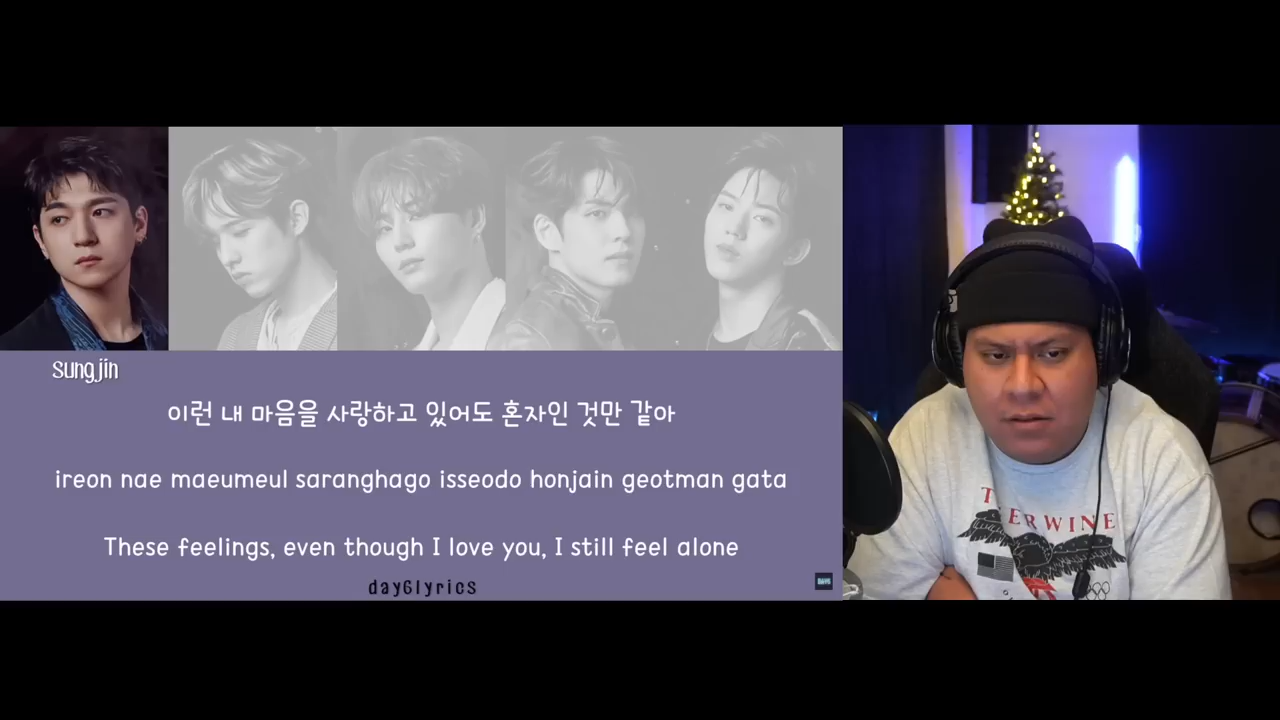 Sungjin
이런 내 마음을 사랑하고 있어도 혼자인 것만 같아
ireon nae maeumeul saranghago isseodo honjain geotman gata
These feelings, even though I love you, I still feel alone
day6lyrics
DAY6